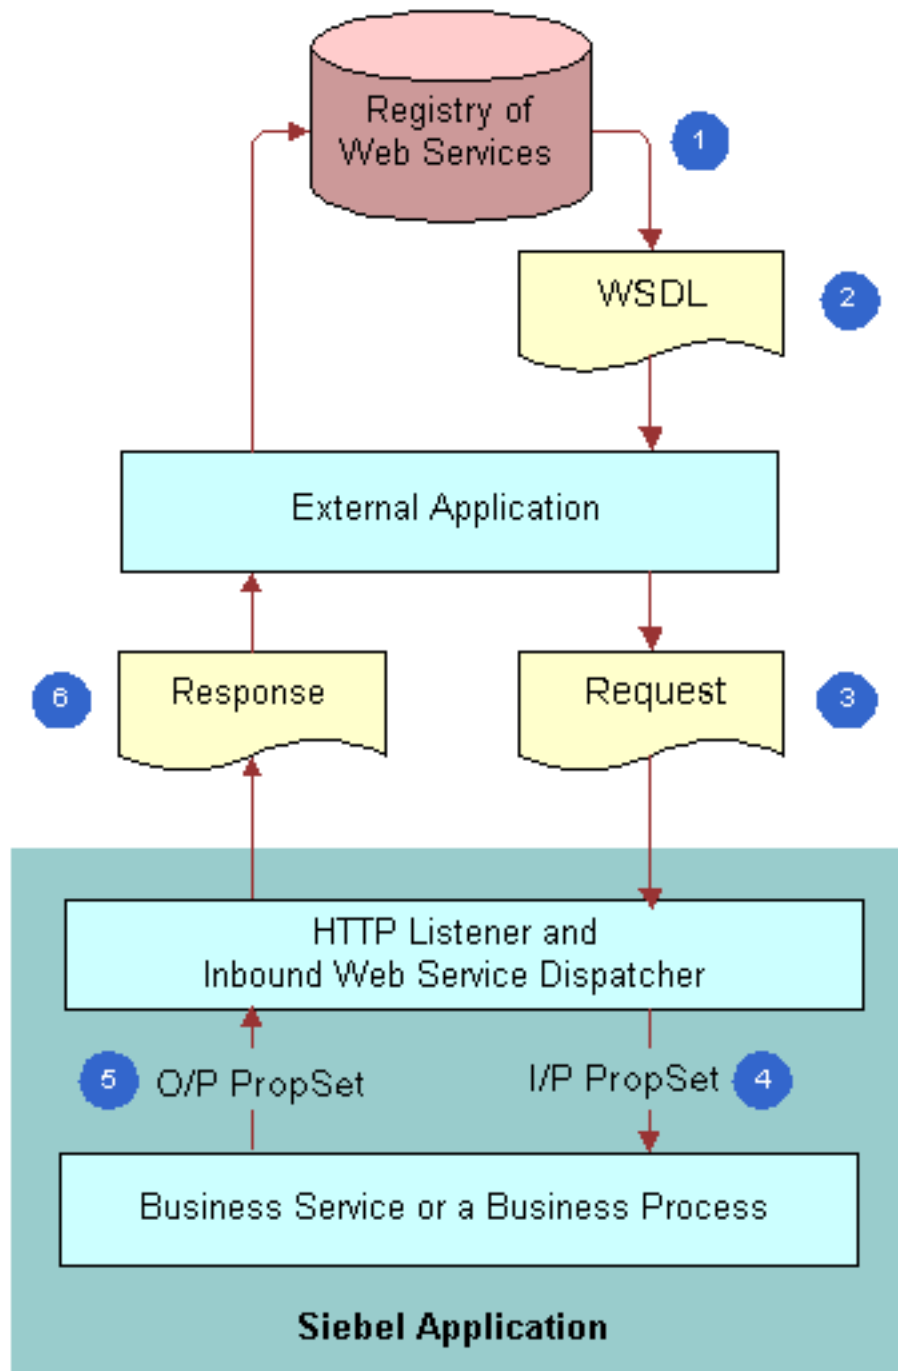 Registry of
Web Services
1
WSDL
2
External Application
6
Response
Request
3
HTTP Listener and
Inbound Web Service Dispatcher
5
O/P PropSet
I/P PropSet
4
Business Service or a Business Process
Siebel Application